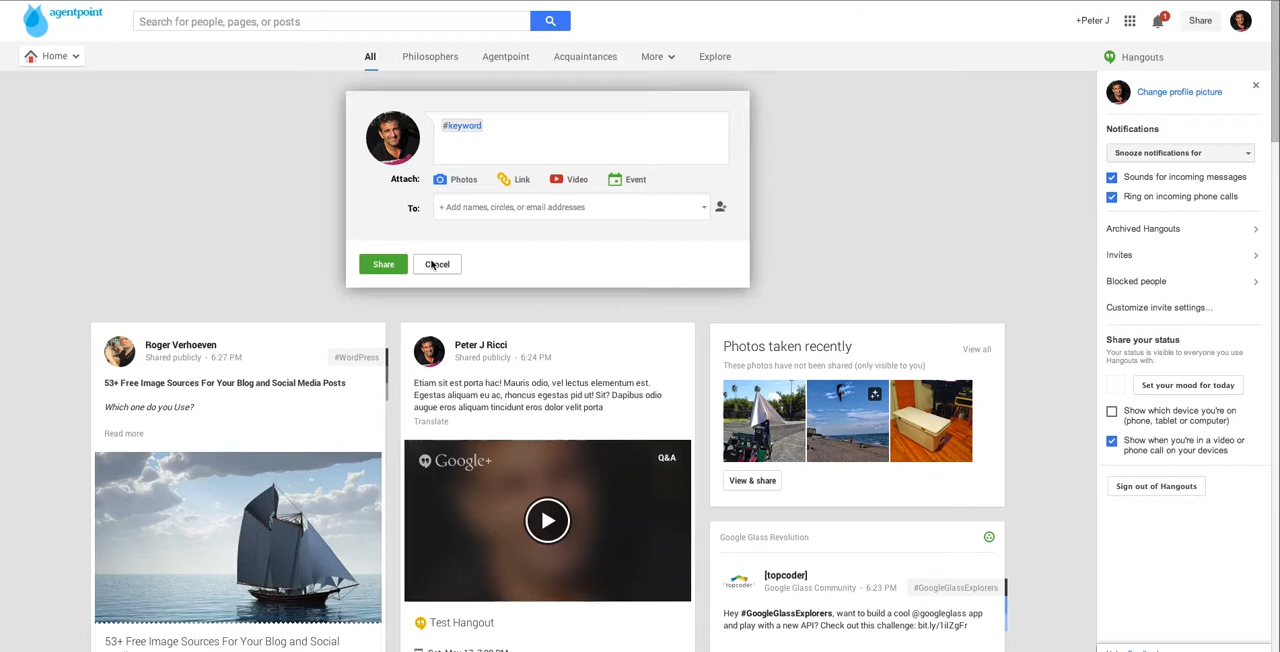 agentpoint
Search for people, pages, or posts
+Peter J
1
Share
Home
All
Philosophers
Agentpoint
Acquaintances
More
Explore
Hangouts
#keyword
Attach:
Photos
Link
Video
Event
To:
+ Add names, circles, or email addresses
Share
Cancel
Roger Verhoeven
Shared publicly - 6:27 PM
#WordPress
53+ Free Image Sources For Your Blog and Social Media Posts
Which one do you Use?
Read more
53+ Free Image Sources For Your Blog and Social
Peter J Ricci
Shared publicly - 6:24 PM
Etiam sit est porta hac! Mauris odio, vel lectus elementum est.
Egestas aliquam eu ac, rhoncus egestas pid ut! Sit? Dapibus odio
augue eros aliquam tincidunt eros dolor velit porta
Translate
Google+
Q&A
Test Hangout
Sat, May 17, 7:00 PM
Photos taken recently
View all
These photos have not been shared (only visible to you)
View & share
Google Glass Revolution
[topcoder]
Google Glass Community - 6:23 PM
#GoogleGlassExplorers
Hey #GoogleGlassExplorers, want to build a cool @googleglass app
and play with a new API? Check out this challenge: bit.ly/1iIZgFr
Change profile picture
Notifications
Snooze notifications for
Sounds for incoming messages
Ring on incoming phone calls
Archived Hangouts
Invites
Blocked people
Customize invite settings...
Share your status
Your status is visible to everyone you use
Hangouts with.
Set your mood for today
Show which device you're on
(phone, tablet or computer)
Show when you're in a video or
phone call on your devices
Sign out of Hangouts